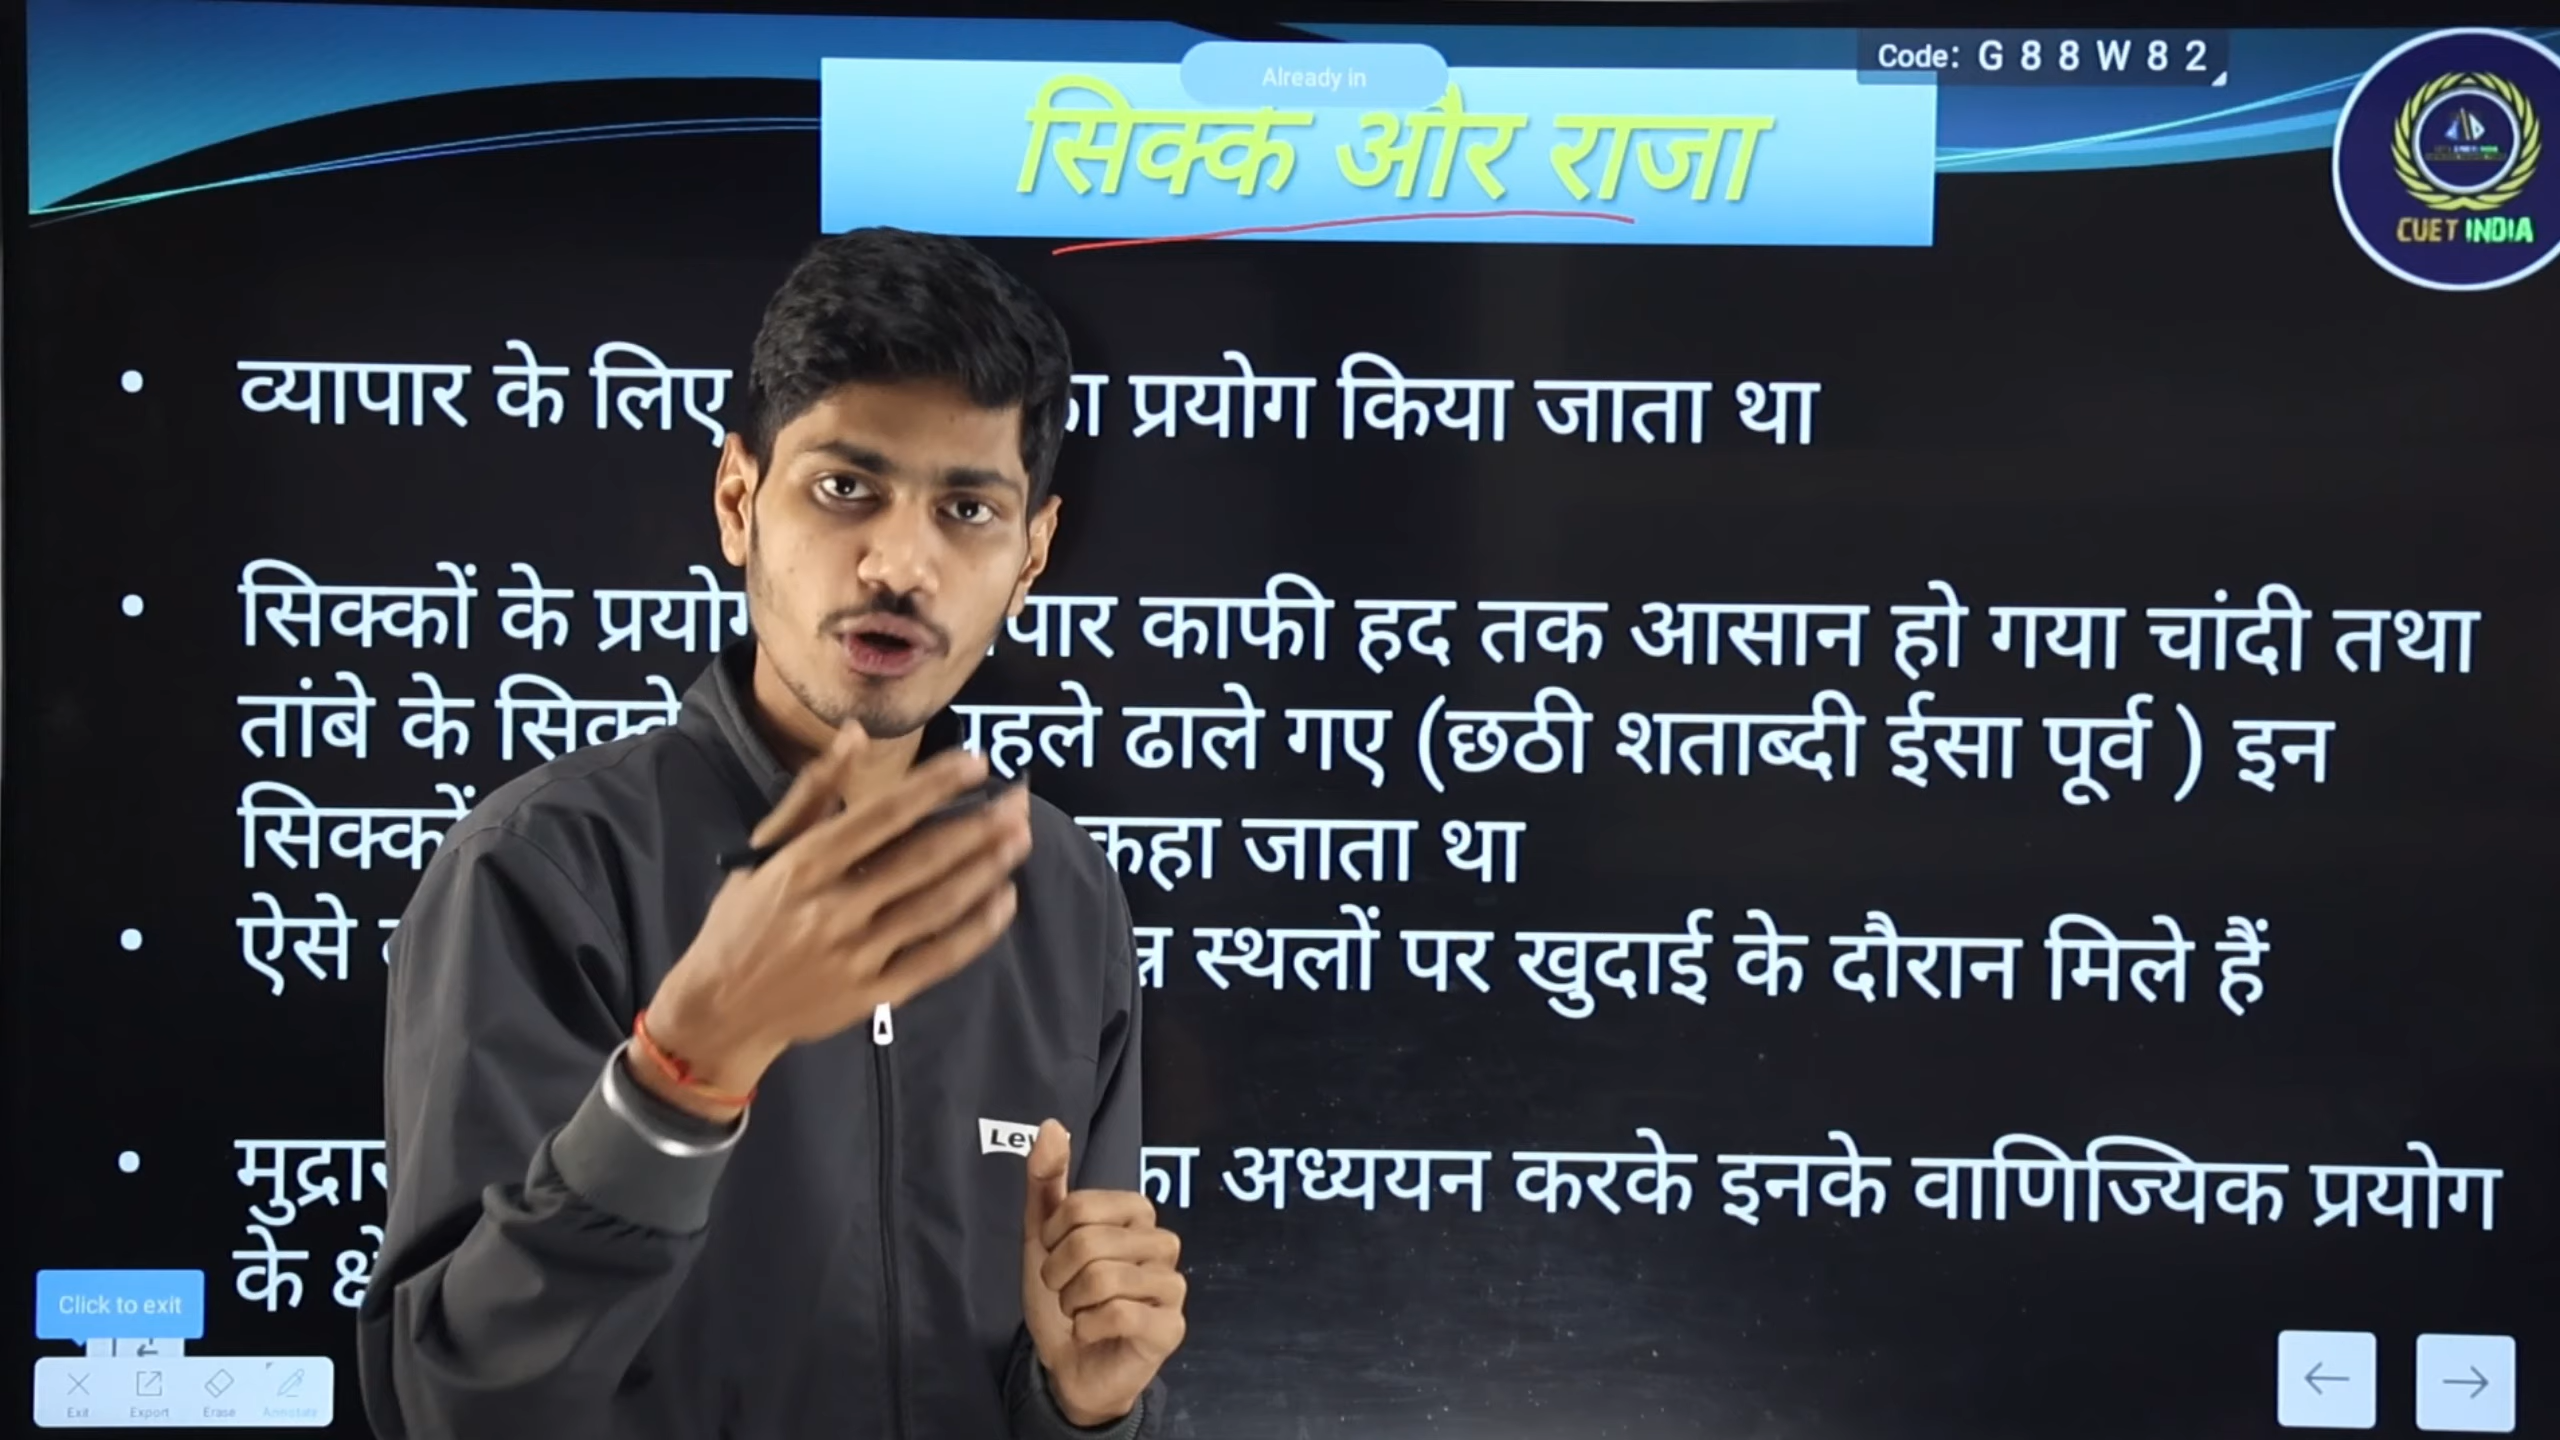 Already in
Code: G 8 8 W 8 2
सिक्के और राजा
CUET INDIA
• व्यापार के लिए का प्रयोग किया जाता था
• सिक्कों के प्रयोग काफी हद तक आसान हो गया चांदी तथा
तांबे के सिक्के पहले ढाले गए (छठी शताब्दी ईसा पूर्व ) इन
सिक्कों कहा जाता था
• ऐसे स्थलों पर खुदाई के दौरान मिले हैं
• का अध्ययन करके इनके वाणिज्यिक प्रयोग
के
Click to exit
Exit Export Erase Annotate